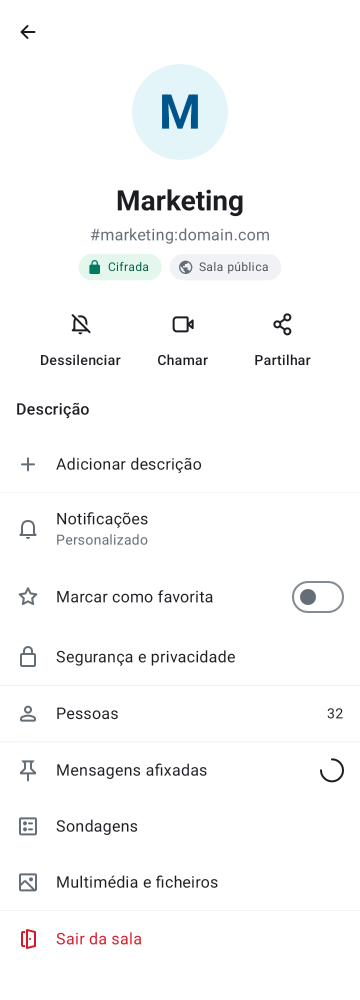 M
Marketing
#marketing:domain.com
Cifrada
Sala pública
Dessilenciar
Chamar
Partilhar
Descrição
Adicionar descrição
Notificações
Personalizado
Marcar como favorita
Segurança e privacidade
Pessoas 32
Mensagens afixadas
Sondagens
Multimédia e ficheiros
Sair da sala